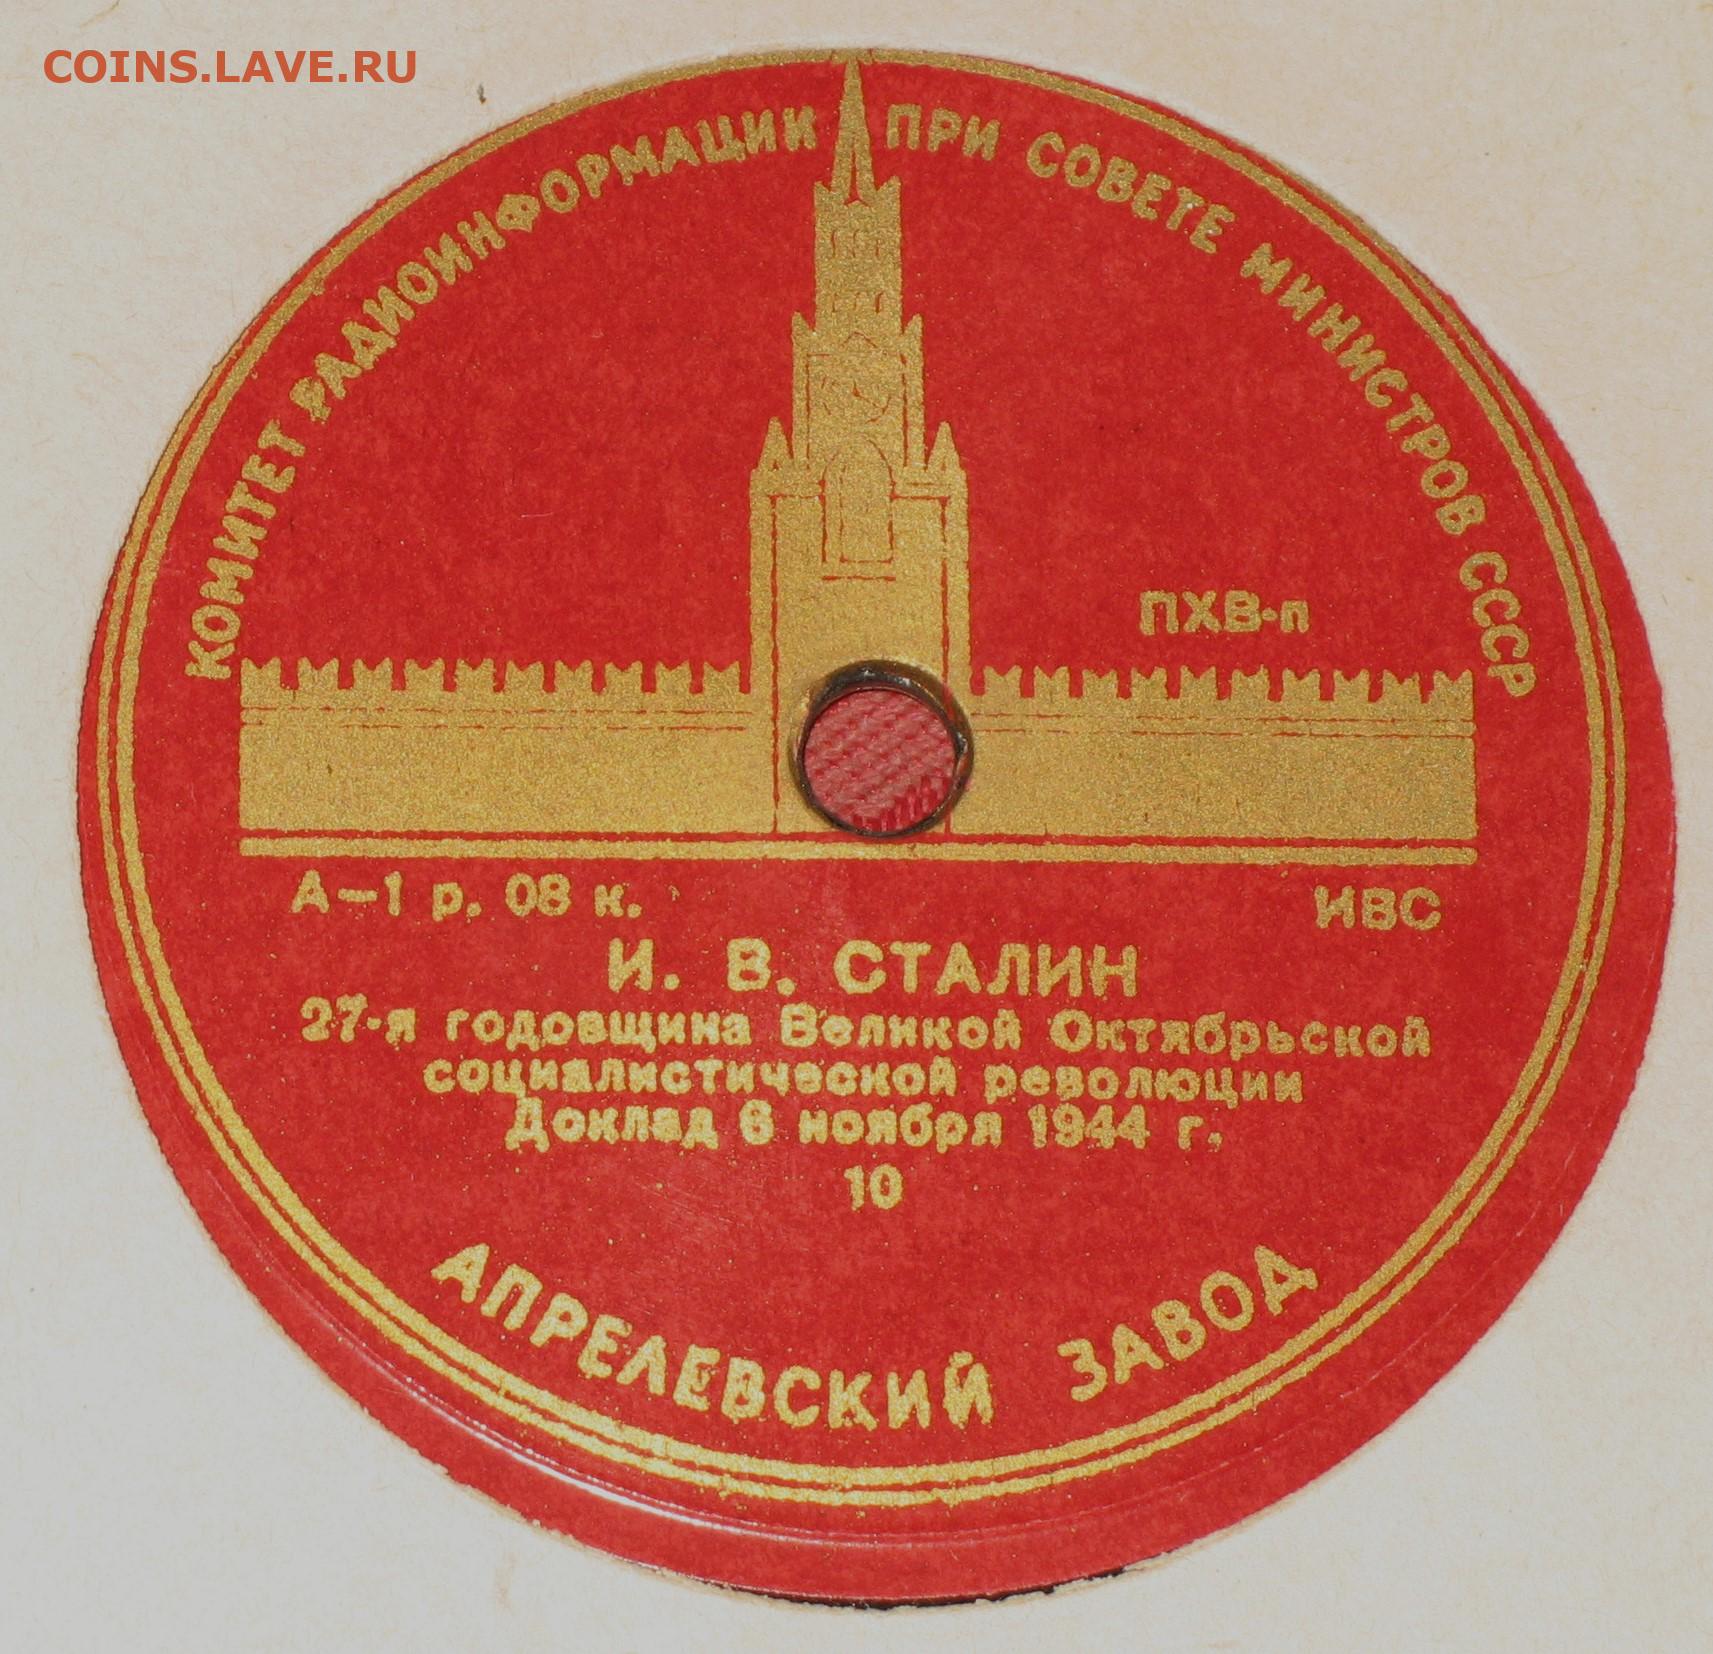 COINS.LAVE.RU
КОМИТЕТ РАДИОИНФОРМАЦИИ ПРИ СОВЕТЕ МИНИСТРОВ СССР
ПХВ-п
А—1 р. 08 к.
ИВС
И. В. СТАЛИН
27-я годовщина Великой Октябрьской
социалистической революции
Доклад 6 ноября 1944 г.
10
АПРЕЛЕВСКИЙ ЗАВОД